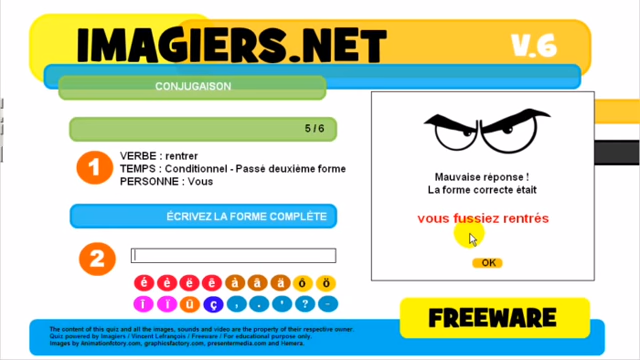 IMAGIERS.NET
V.6
CONJUGAISON
5 / 6
1
VERBE : rentrer
TEMPS : Conditionnel - Passé deuxième forme
PERSONNE : Vous
ÉCRIVEZ LA FORME COMPLÈTE
2
é è ê ë à â ä ô ö
î ï û ç , . ' ? -
Mauvaise réponse !
La forme correcte était
vous fussiez rentrés
OK
FREEWARE
The content of this quiz and all the images, sounds and video are the property of their respective owner.
Quiz powered by Imagiers / Vincent Lefrançois / Freeware / For educational purpose only.
Images by Animationfctory.com, graphicsfactory.com, presentermedia.com and Hemera.